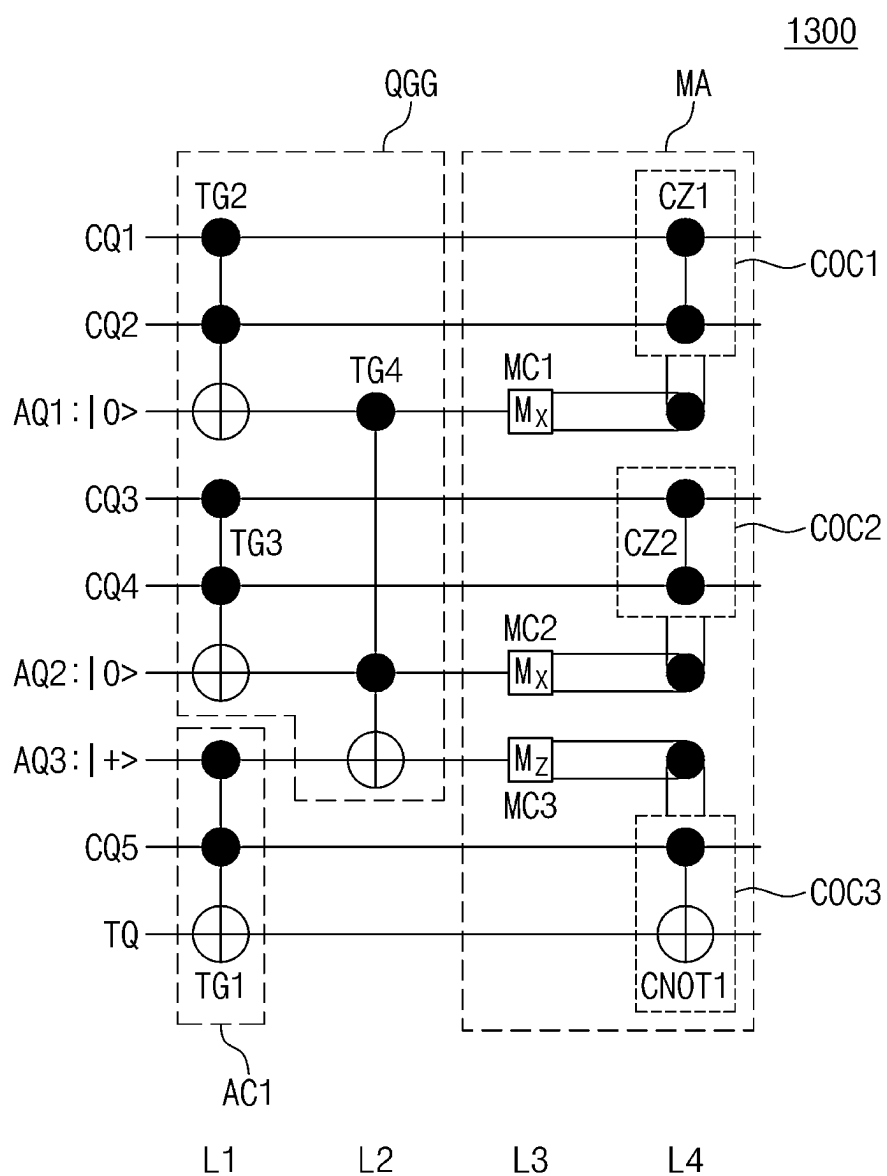 1300
QGG
MA
TG2
CZ1
CQ1
COC1
CQ2
TG4
MC1
AQ1:|0>
MX
CQ3
COC2
TG3
CZ2
CQ4
MC2
AQ2:|0>
MX
AQ3:|+>
MZ
MC3
CQ5
COC3
TQ
TG1
CNOT1
AC1
L1
L2
L3
L4